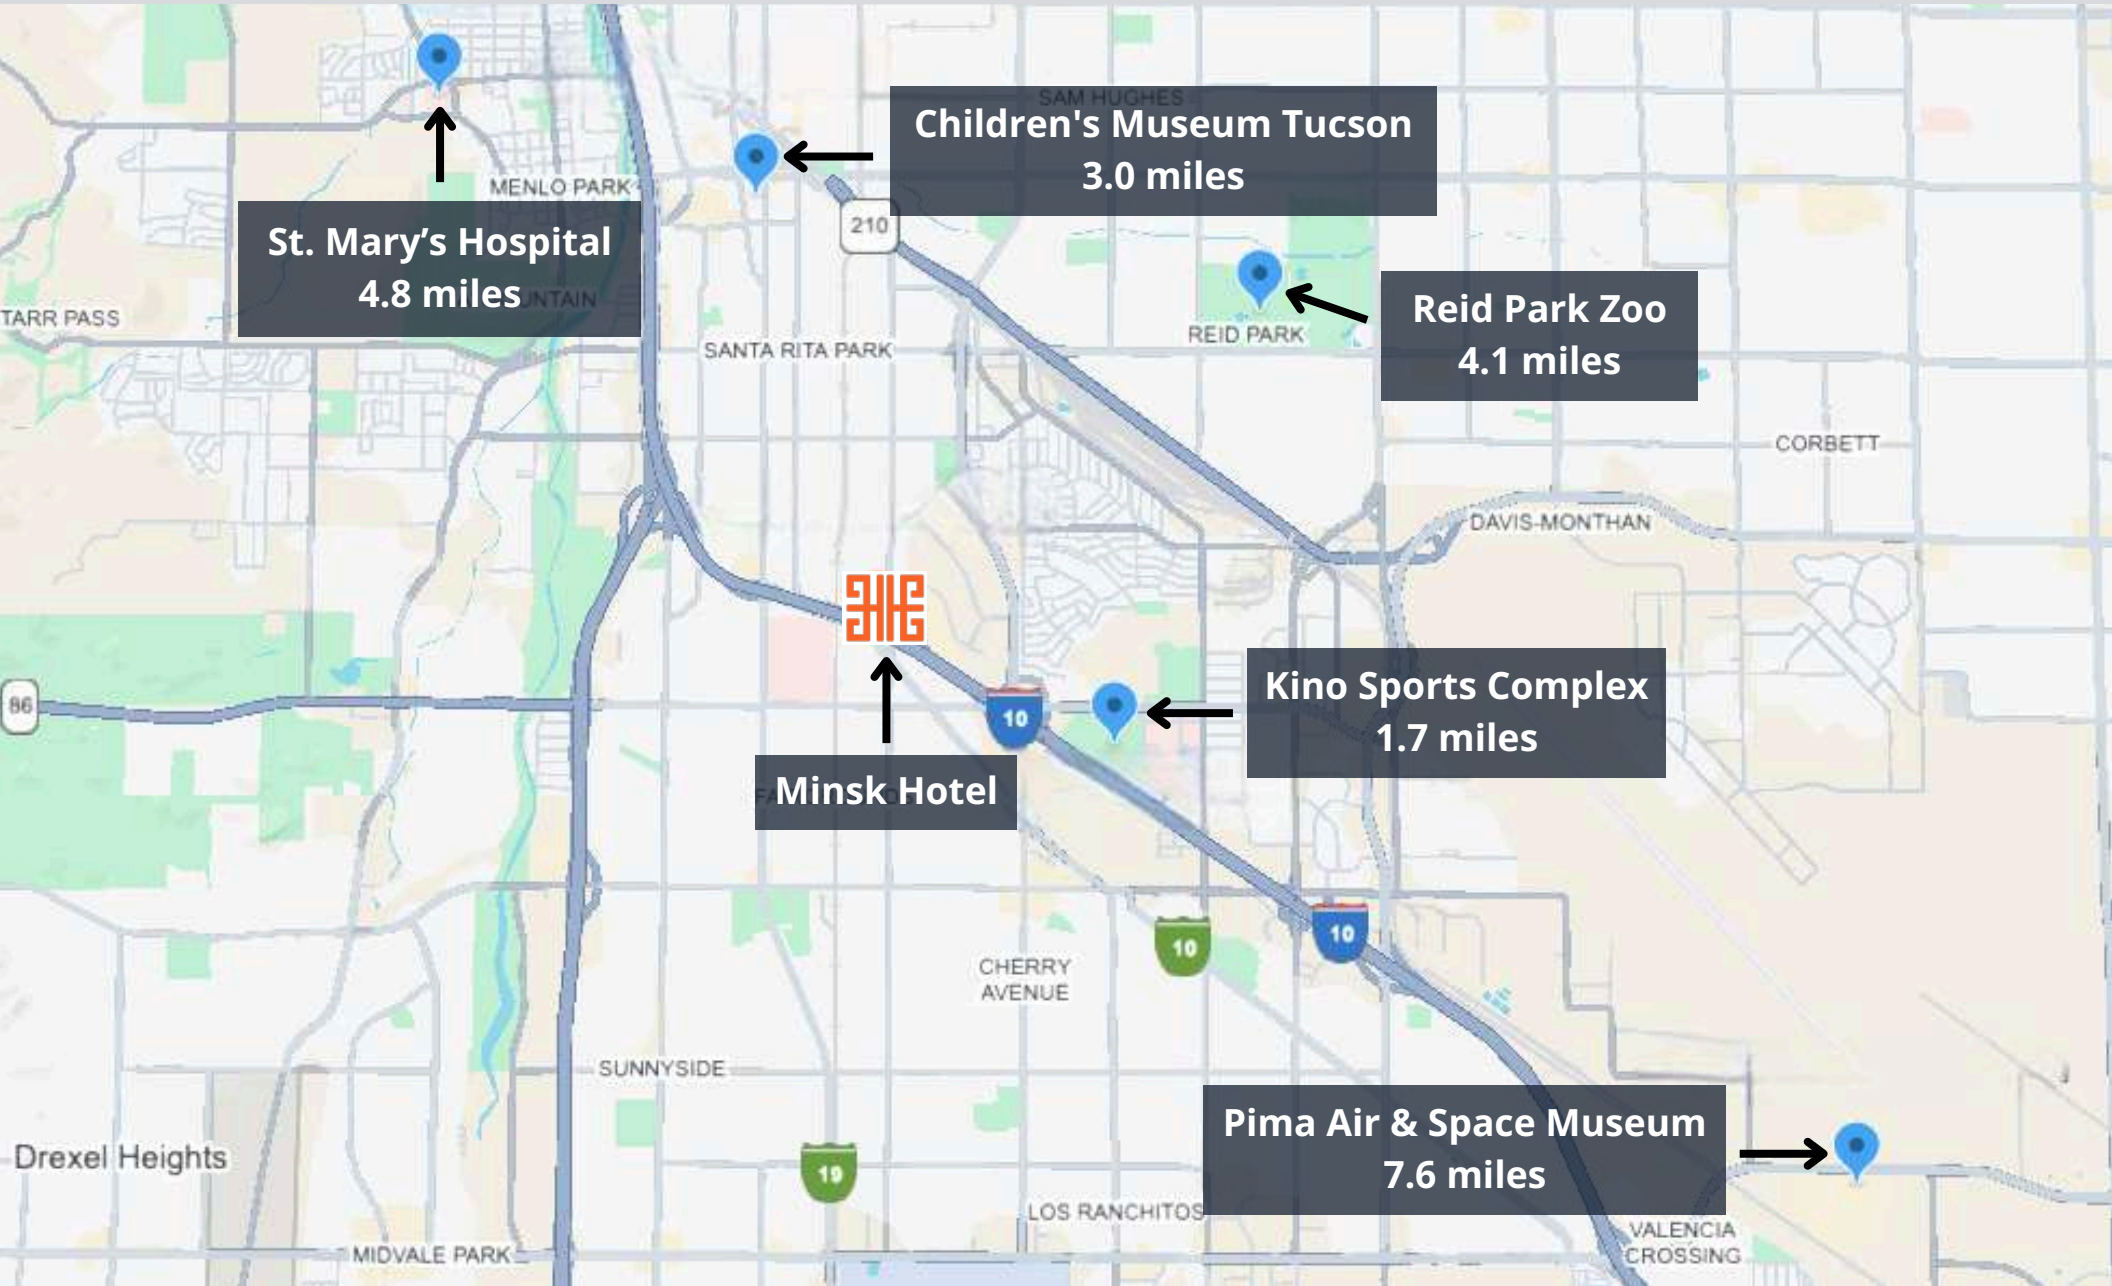 SAM HUGHES
Children's Museum Tucson
3.0 miles
MENLO PARK
210
St. Mary’s Hospital
4.8 miles
TARR PASS
SANTA RITA PARK
REID PARK
Reid Park Zoo
4.1 miles
CORBETT
DAVIS-MONTHAN
Kino Sports Complex
1.7 miles
86
10
Minsk Hotel
10
10
CHERRY
AVENUE
SUNNYSIDE
Drexel Heights
19
Pima Air & Space Museum
7.6 miles
LOS RANCHITOS
VALENCIA
CROSSING
MIDVALE PARK